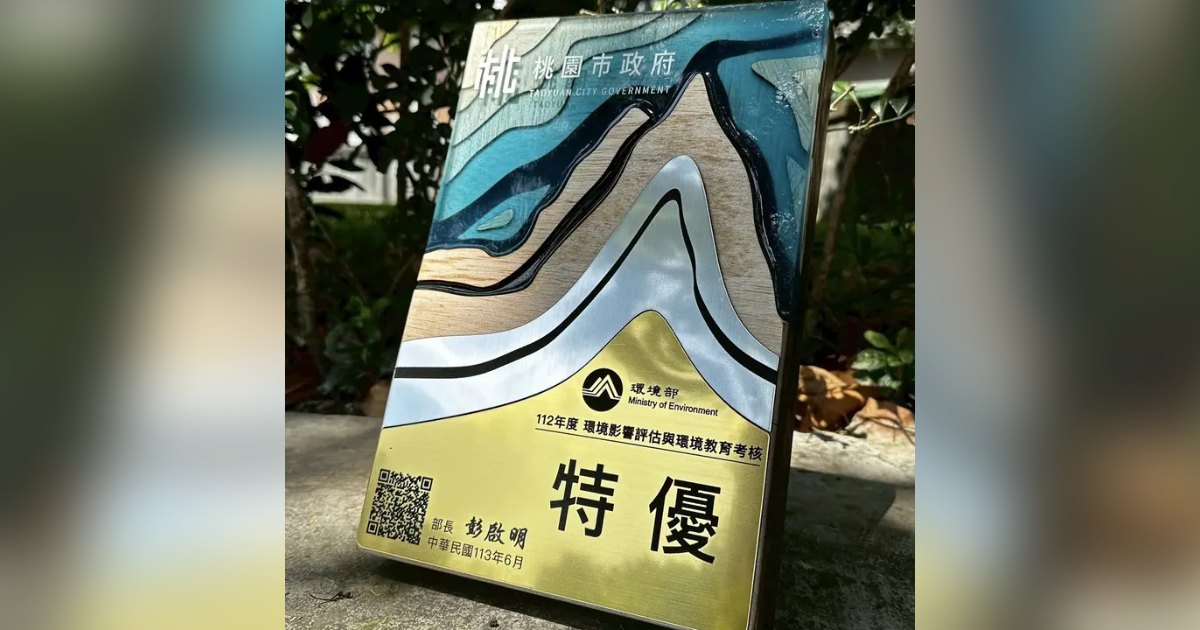 桃 桃園市政府
TAOYUAN CITY GOVERNMENT
環境部
Ministry of Environment
112年度 環境影響評估與環境教育考核
特優
部長 彭啟明
中華民國113年6月